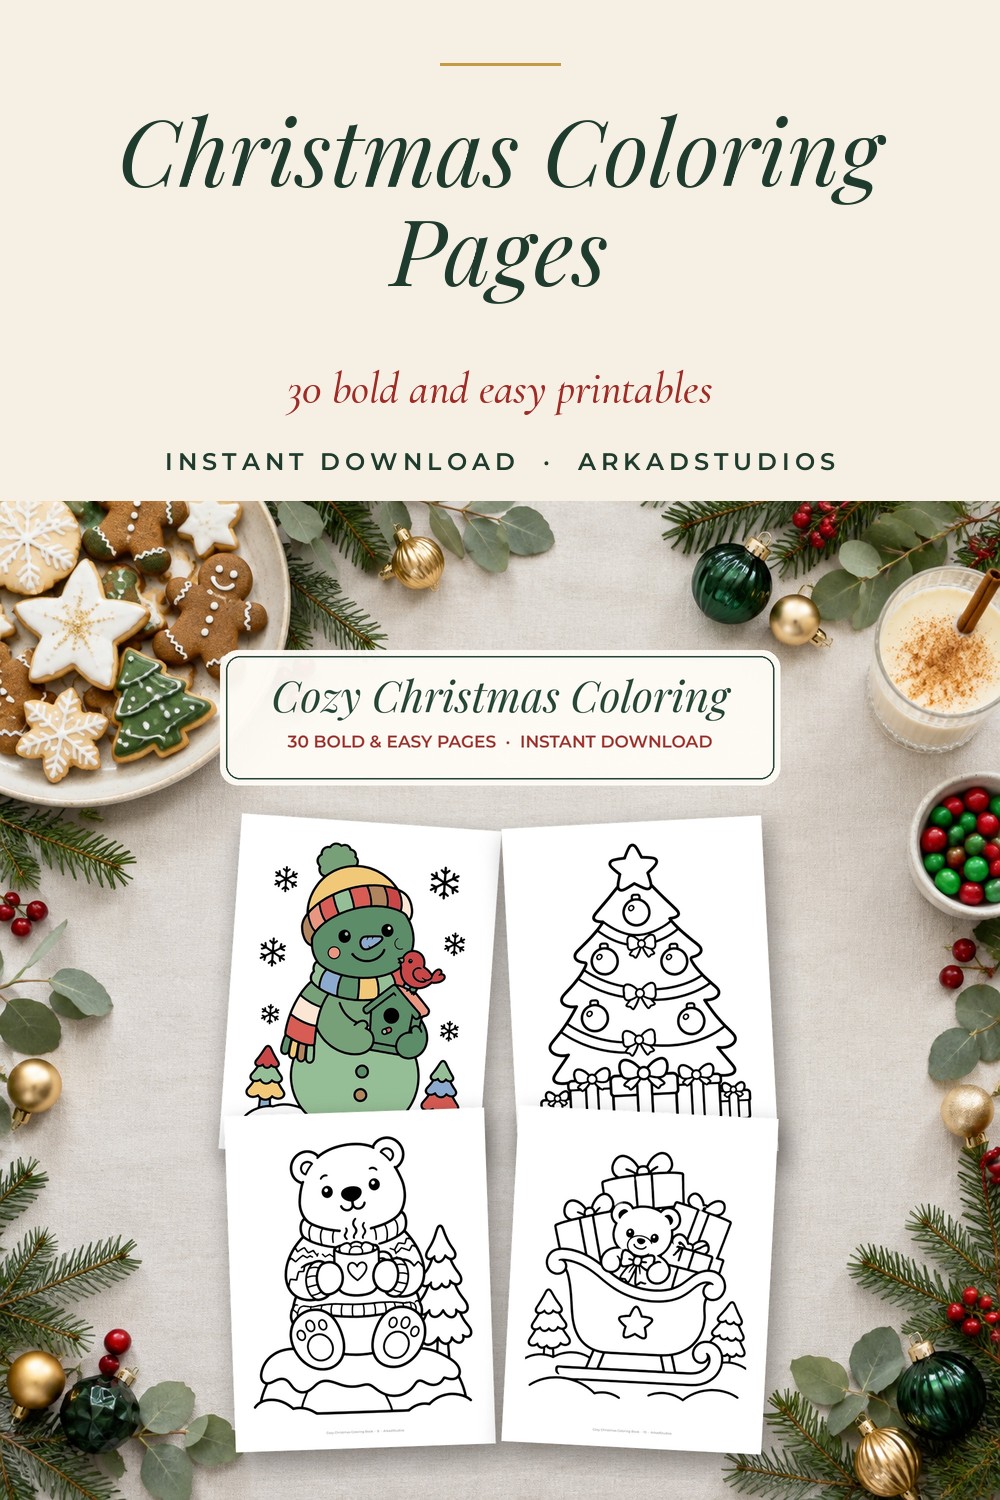 Christmas Coloring
Pages
30 bold and easy printables
INSTANT DOWNLOAD · ARKADSTUDIOS
Cozy Christmas Coloring
30 BOLD & EASY PAGES · INSTANT DOWNLOAD